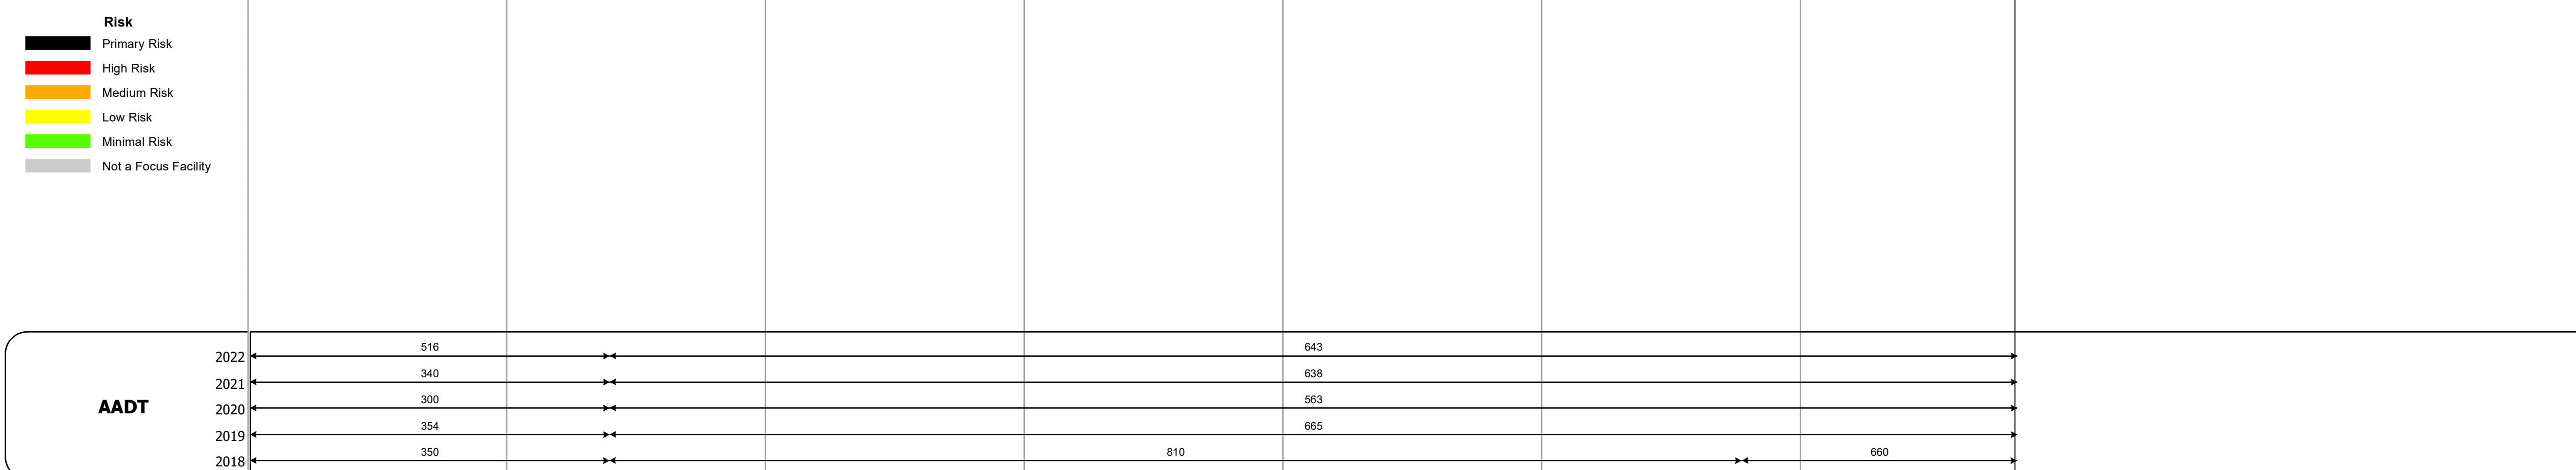 Risk
Primary Risk
High Risk
Medium Risk
Low Risk
Minimal Risk
Not a Focus Facility
AADT
2022 516 643
2021 340 638
2020 300 563
2019 354 665
2018 350 810 660